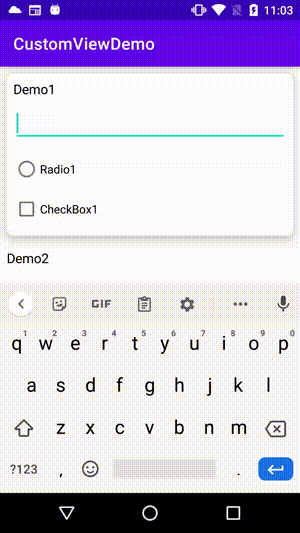 11:03
CustomViewDemo
Demo1
Radio1
CheckBox1
Demo2
GIF
1 2 3 4 5 6 7 8 9 0
q w e r t y u i o p
a s d f g h j k l
z x c v b n m
?123 , .